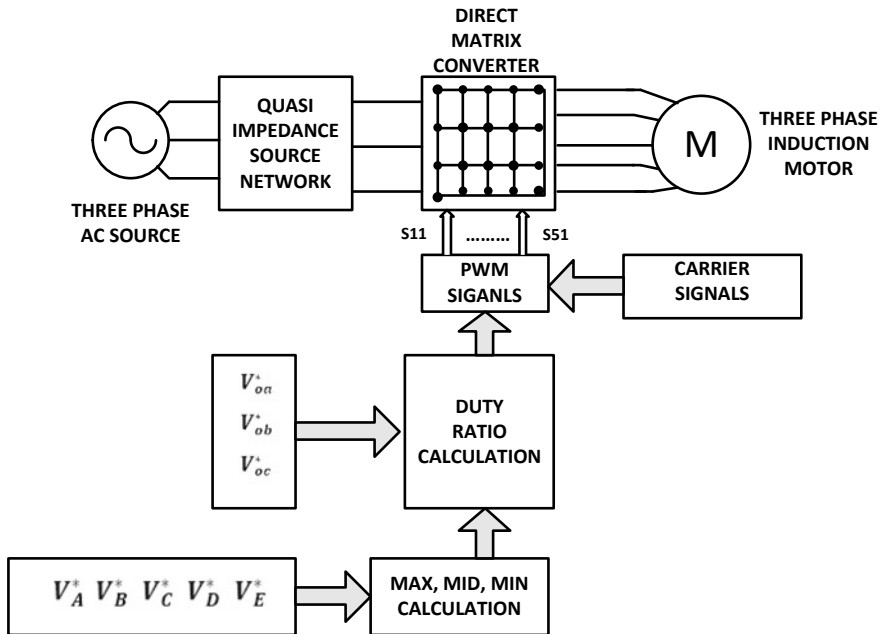 DIRECT
MATRIX
CONVERTER
QUASI
IMPEDANCE
SOURCE
NETWORK
M
THREE PHASE
INDUCTION
MOTOR
THREE PHASE
AC SOURCE
S11 ......... S51
PWM
SIGANLS
CARRIER
SIGNALS
V*oa
V*ob
V*oc
DUTY
RATIO
CALCULATION
V*A V*B V*C V*D V*E
MAX, MID, MIN
CALCULATION